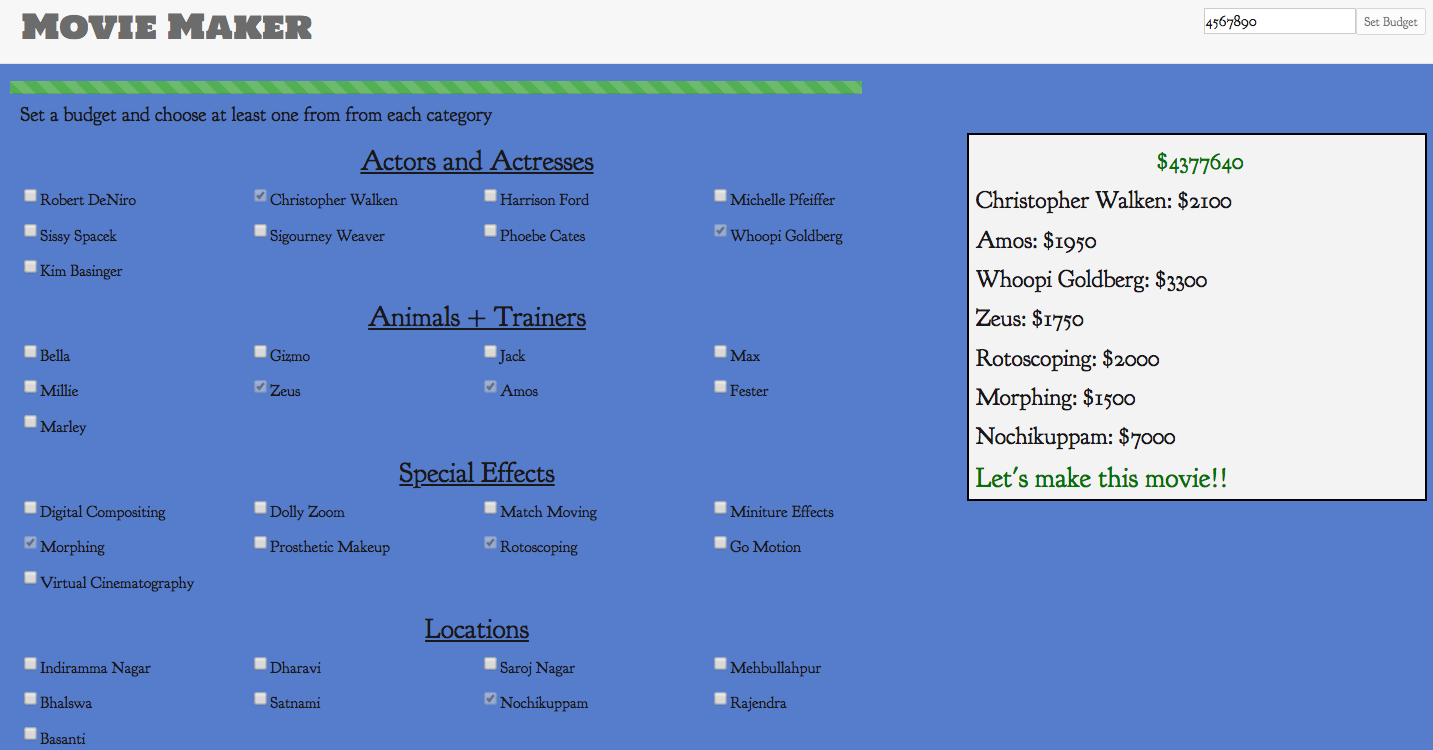 Movie Maker
4567890 Set Budget
Set a budget and choose at least one from from each category
Actors and Actresses
Robert DeNiro Christopher Walken Harrison Ford Michelle Pfeiffer
Sissy Spacek Sigourney Weaver Phoebe Cates Whoopi Goldberg
Kim Basinger
Animals + Trainers
Bella Gizmo Jack Max
Millie Zeus Amos Fester
Marley
Special Effects
Digital Compositing Dolly Zoom Match Moving Miniture Effects
Morphing Prosthetic Makeup Rotoscoping Go Motion
Virtual Cinematography
Locations
Indiramma Nagar Dharavi Saroj Nagar Mehbullahpur
Bhalswa Satnami Nochikuppam Rajendra
Basanti
$4377640
Christopher Walken: $2100
Amos: $1950
Whoopi Goldberg: $3300
Zeus: $1750
Rotoscoping: $2000
Morphing: $1500
Nochikuppam: $7000
Let's make this movie!!